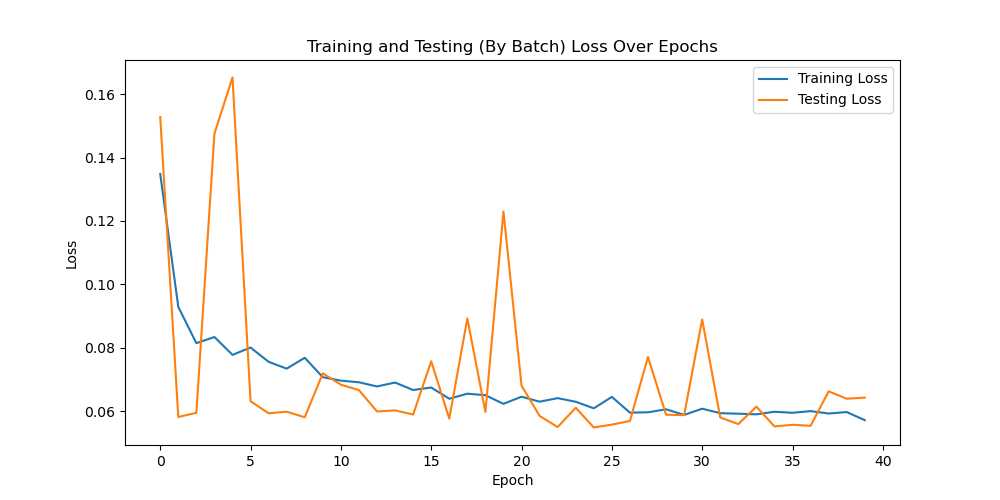 Training and Testing (By Batch) Loss Over Epochs
Training Loss
Testing Loss
0.16
0.14
0.12
0.10
0.08
0.06
Loss
0 5 10 15 20 25 30 35 40
Epoch